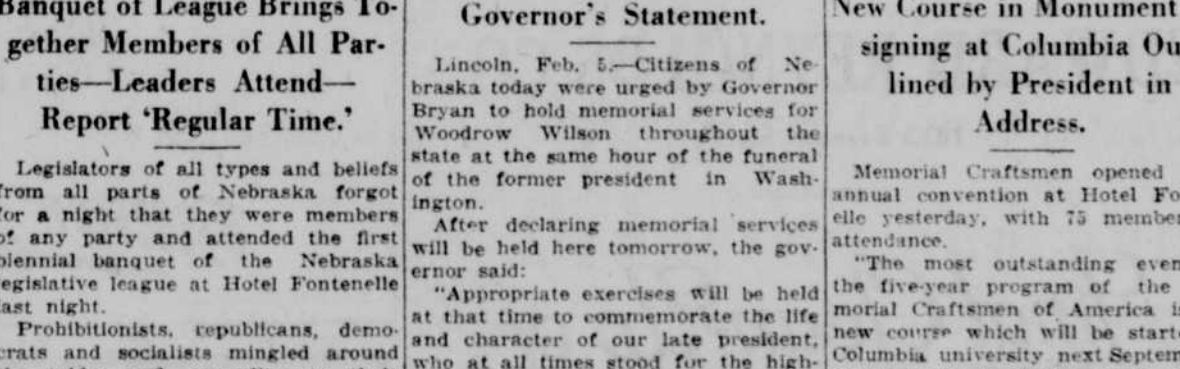 Banquet of League Brings To-
gether Members of All Par-
ties—Leaders Attend—
Report 'Regular Time.'
Legislators of all types and beliefs
from all parts of Nebraska forgot
for a night that they were members
of any party and attended the first
biennial banquet of the Nebraska
legislative league at Hotel Fontenelle
last night.
Prohibitionists, republicans, demo-
crats and socialists mingled around
Governor's Statement.
Lincoln, Feb. 5.—Citizens of Ne-
braska today were urged by Governor
Bryan to hold memorial services for
Woodrow Wilson throughout the
state at the same hour of the funeral
of the former president in Wash-
ington.
After declaring memorial services
will be held here tomorrow, the gov-
ernor said:
"Appropriate exercises will be held
at that time to commemorate the life
and character of our late president,
who at all times stood for the high-
New Course in Monument
signing at Columbia Ou
lined by President in
Address.
Memorial Craftsmen opened
annual convention at Hotel Fo
elle yesterday, with 75 member
attendance.
"The most outstanding even
the five-year program of the
morial Craftsmen of America i
new course which will be starte
Columbia university next Septem